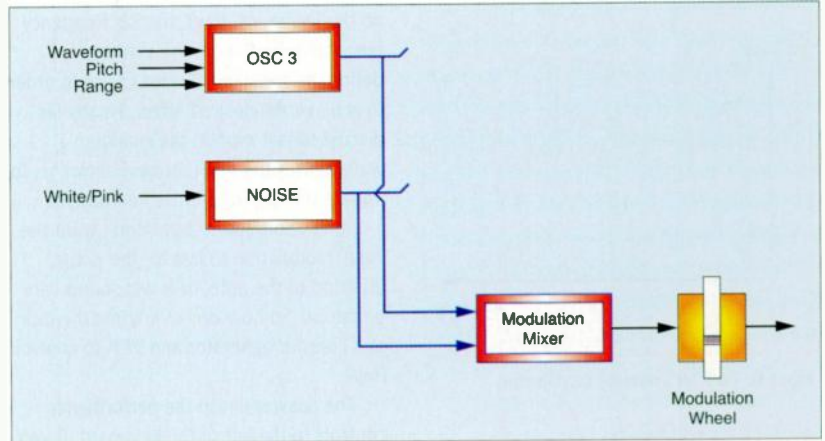 Waveform
Pitch
Range
OSC 3
White/Pink
NOISE
Modulation
Mixer
Modulation
Wheel